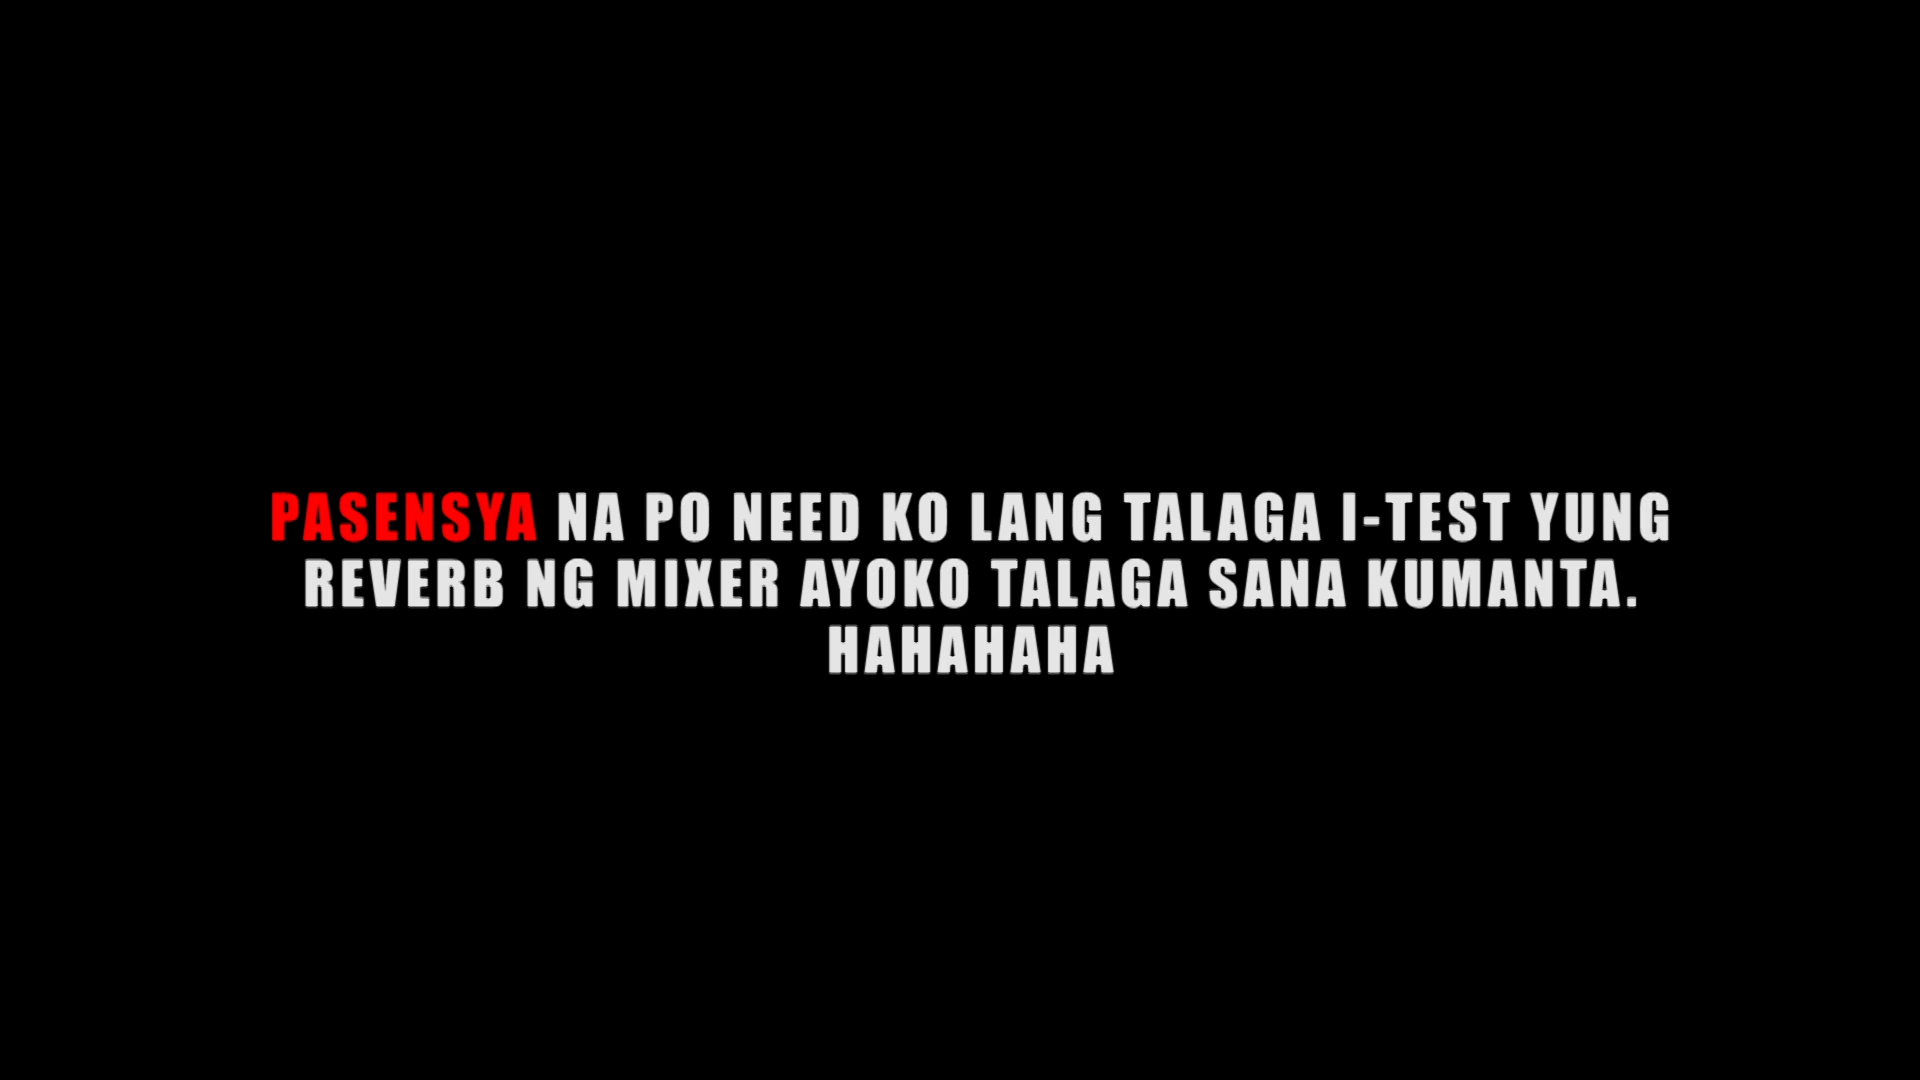 PASENSYA NA PO NEED KO LANG TALAGA I-TEST YUNG
REVERB NG MIXER AYOKO TALAGA SANA KUMANTA.
HAHAHAHA